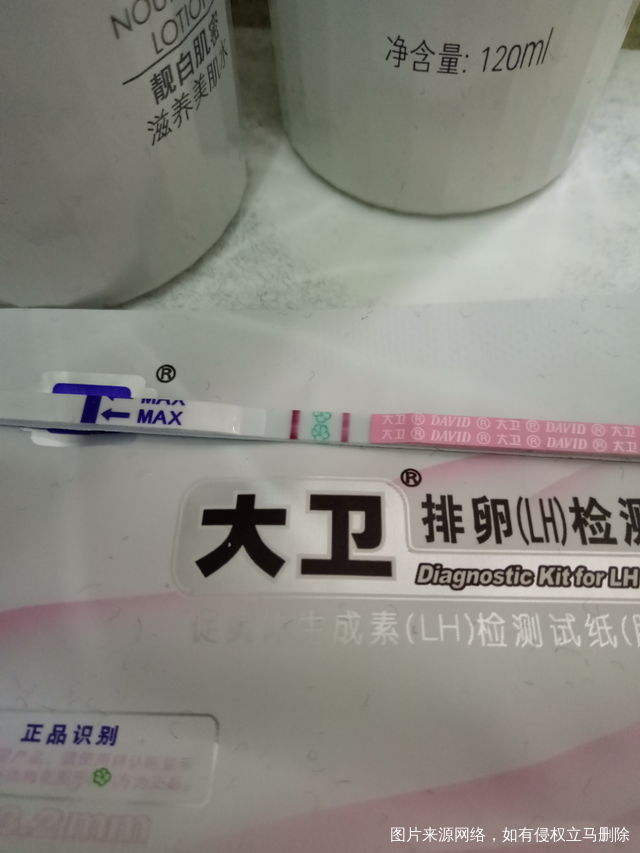 LOTION
靓白肌密
滋养美肌水
净含量: 120ml
®
MAX
MAX
大卫 ® DAVID ® 大卫 ® DAVID ® 大卫
大卫 ® DAVID ® 大卫 ® DAVID ® 大卫
大卫® 排卵(LH)检测
Diagnostic Kit for LH
生成素(LH)检测试纸(
正品识别
3.2mm
图片来源网络，如有侵权立马删除